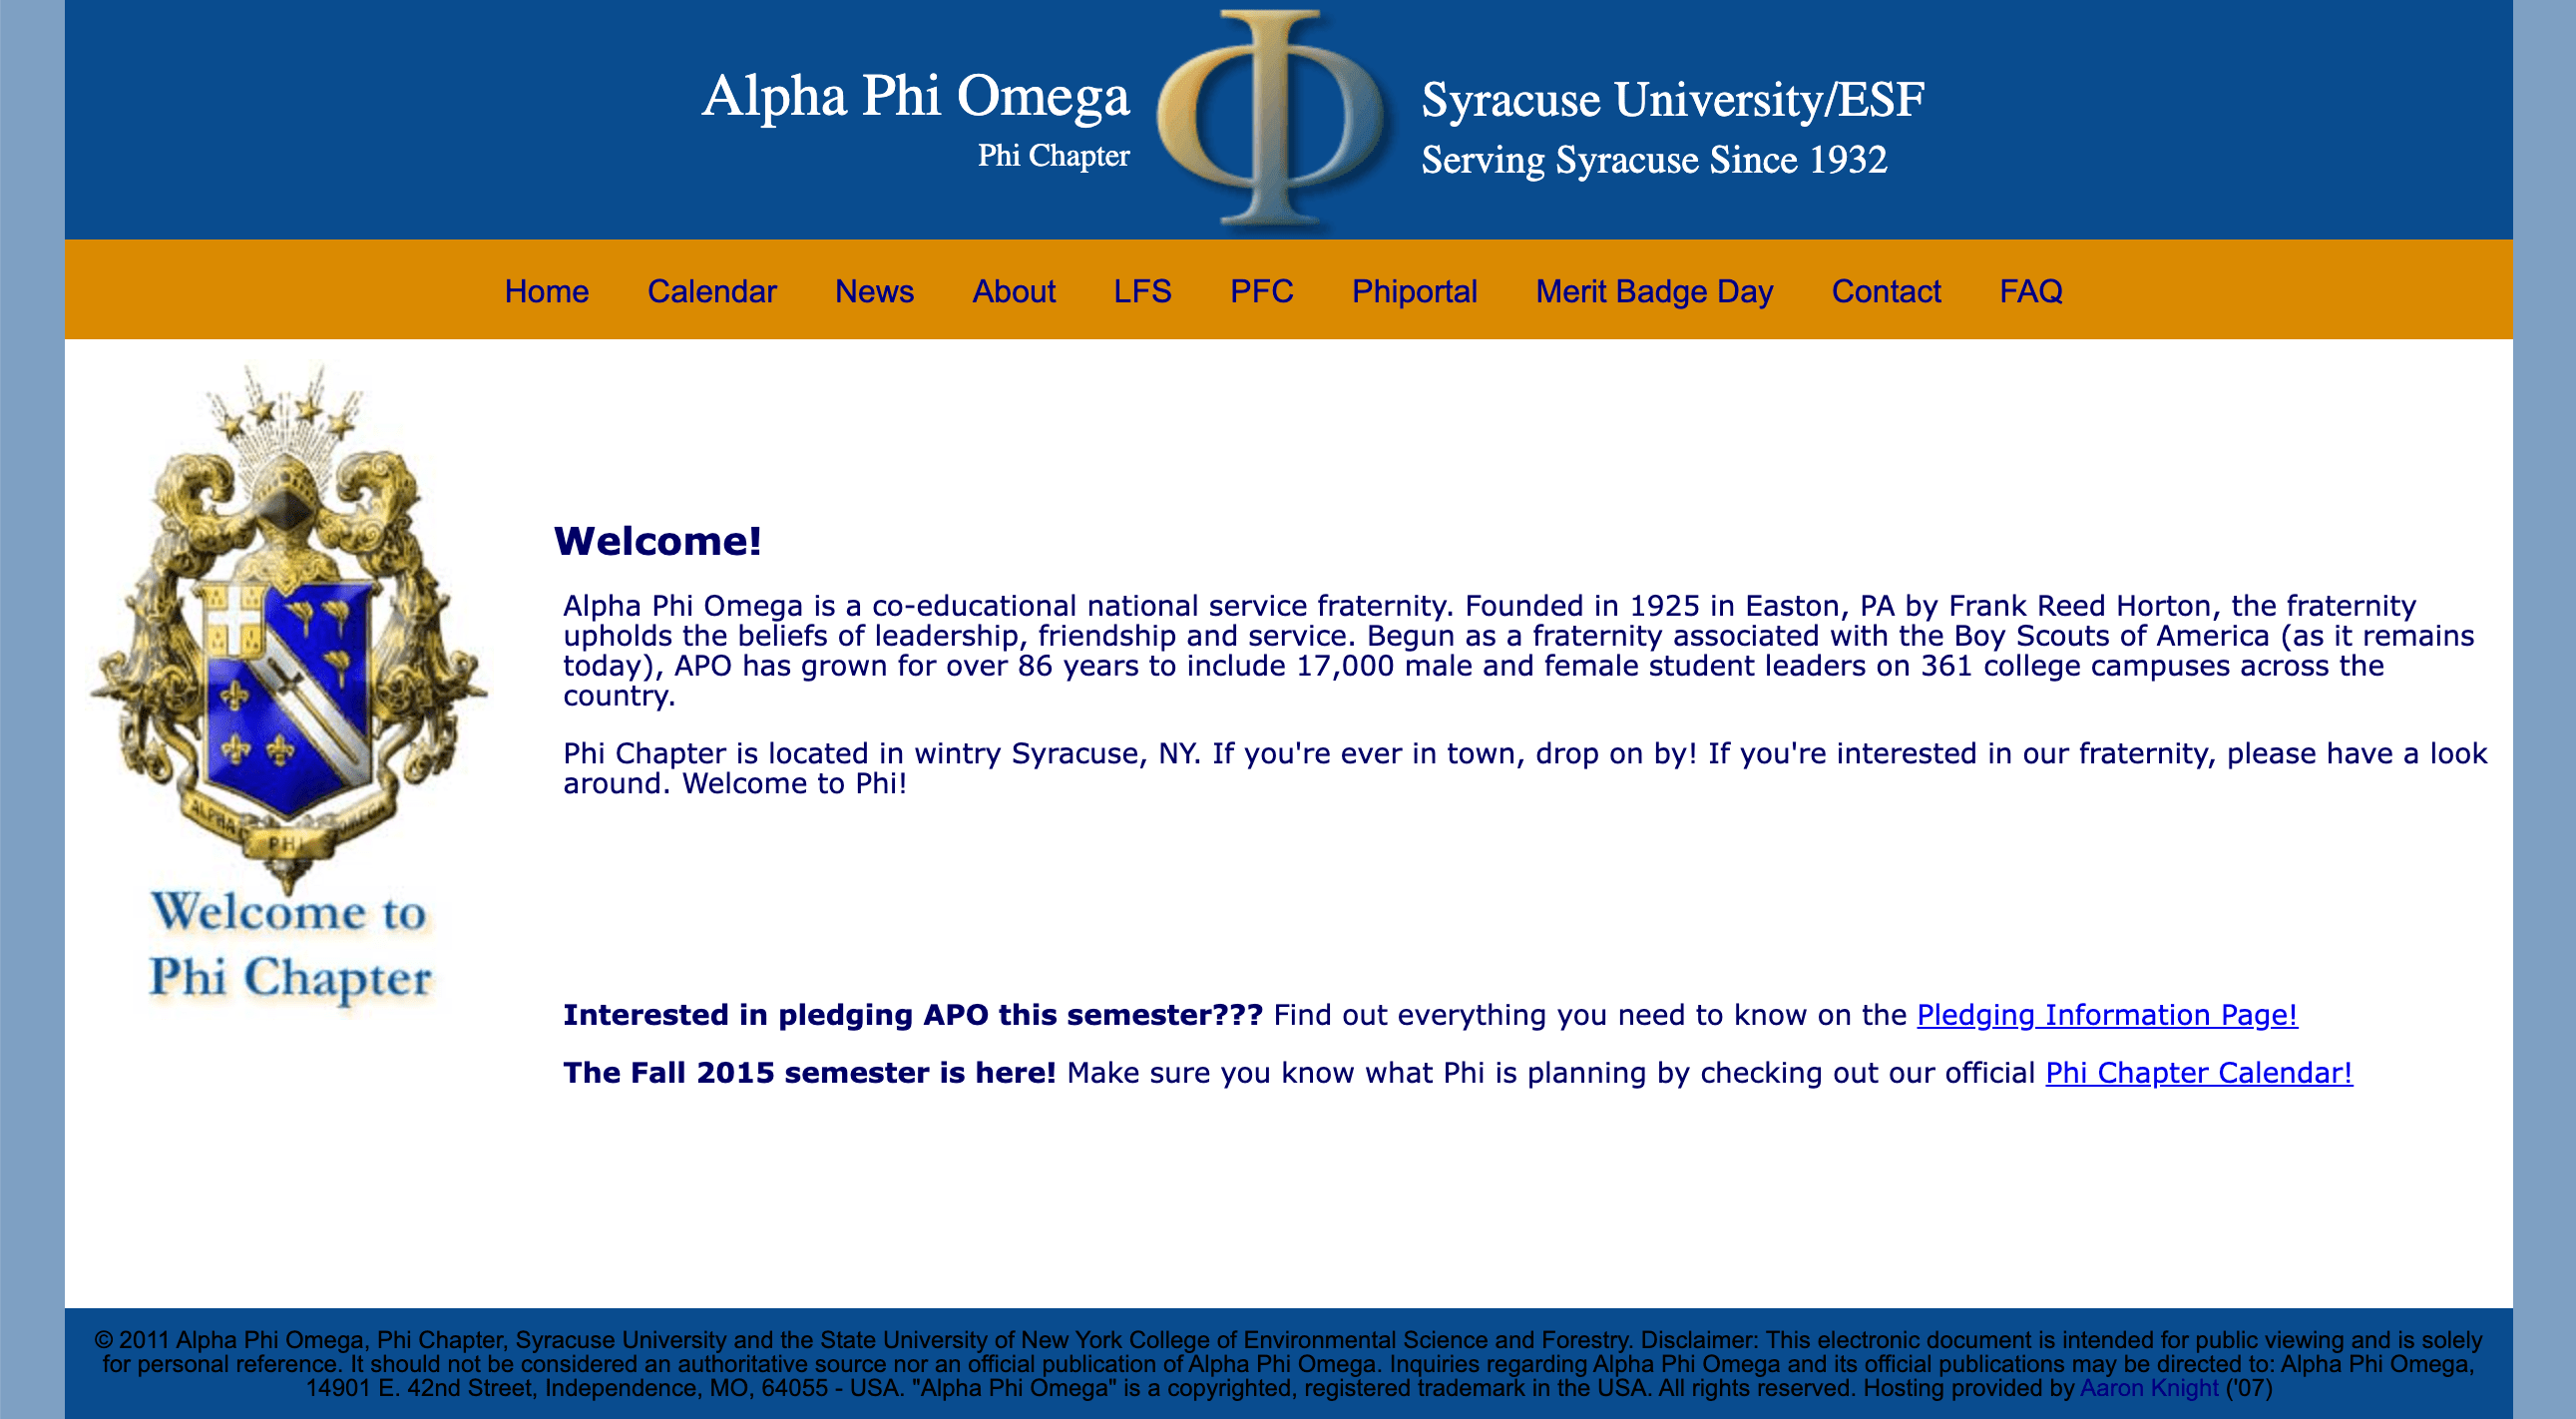 Alpha Phi Omega
Phi Chapter
Φ
Syracuse University/ESF
Serving Syracuse Since 1932
Home Calendar News About LFS PFC Phiportal Merit Badge Day Contact FAQ
ALPHA PHI OMEGA
Welcome to
Phi Chapter
Welcome!
Alpha Phi Omega is a co-educational national service fraternity. Founded in 1925 in Easton, PA by Frank Reed Horton, the fraternity
upholds the beliefs of leadership, friendship and service. Begun as a fraternity associated with the Boy Scouts of America (as it remains
today), APO has grown for over 86 years to include 17,000 male and female student leaders on 361 college campuses across the
country.
Phi Chapter is located in wintry Syracuse, NY. If you're ever in town, drop on by! If you're interested in our fraternity, please have a look
around. Welcome to Phi!
Interested in pledging APO this semester??? Find out everything you need to know on the Pledging Information Page!
The Fall 2015 semester is here! Make sure you know what Phi is planning by checking out our official Phi Chapter Calendar!
© 2011 Alpha Phi Omega, Phi Chapter, Syracuse University and the State University of New York College of Environmental Science and Forestry. Disclaimer: This electronic document is intended for public viewing and is solely
for personal reference. It should not be considered an authoritative source nor an official publication of Alpha Phi Omega. Inquiries regarding Alpha Phi Omega and its official publications may be directed to: Alpha Phi Omega,
14901 E. 42nd Street, Independence, MO, 64055 - USA. "Alpha Phi Omega" is a copyrighted, registered trademark in the USA. All rights reserved. Hosting provided by Aaron Knight ('07)